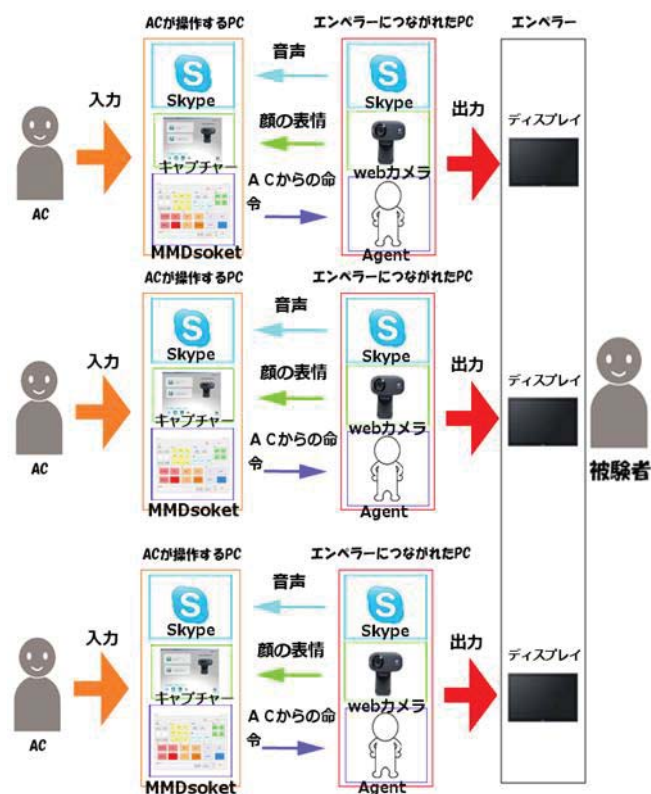 ACが操作するPC
エンペラーにつながれたPC
エンペラー
音声
Skype
Skype
入力
顔の表情
出力
ディスプレイ
キャプチャー
webカメラ
ACからの命
令
AC
MMDsoket
Agent
ACが操作するPC
エンペラーにつながれたPC
音声
Skype
Skype
入力
顔の表情
出力
ディスプレイ
キャプチャー
webカメラ
ACからの命
令
AC
MMDsoket
Agent
被験者
ACが操作するPC
エンペラーにつながれたPC
音声
Skype
Skype
入力
顔の表情
出力
ディスプレイ
キャプチャー
webカメラ
ACからの命
令
AC
MMDsoket
Agent